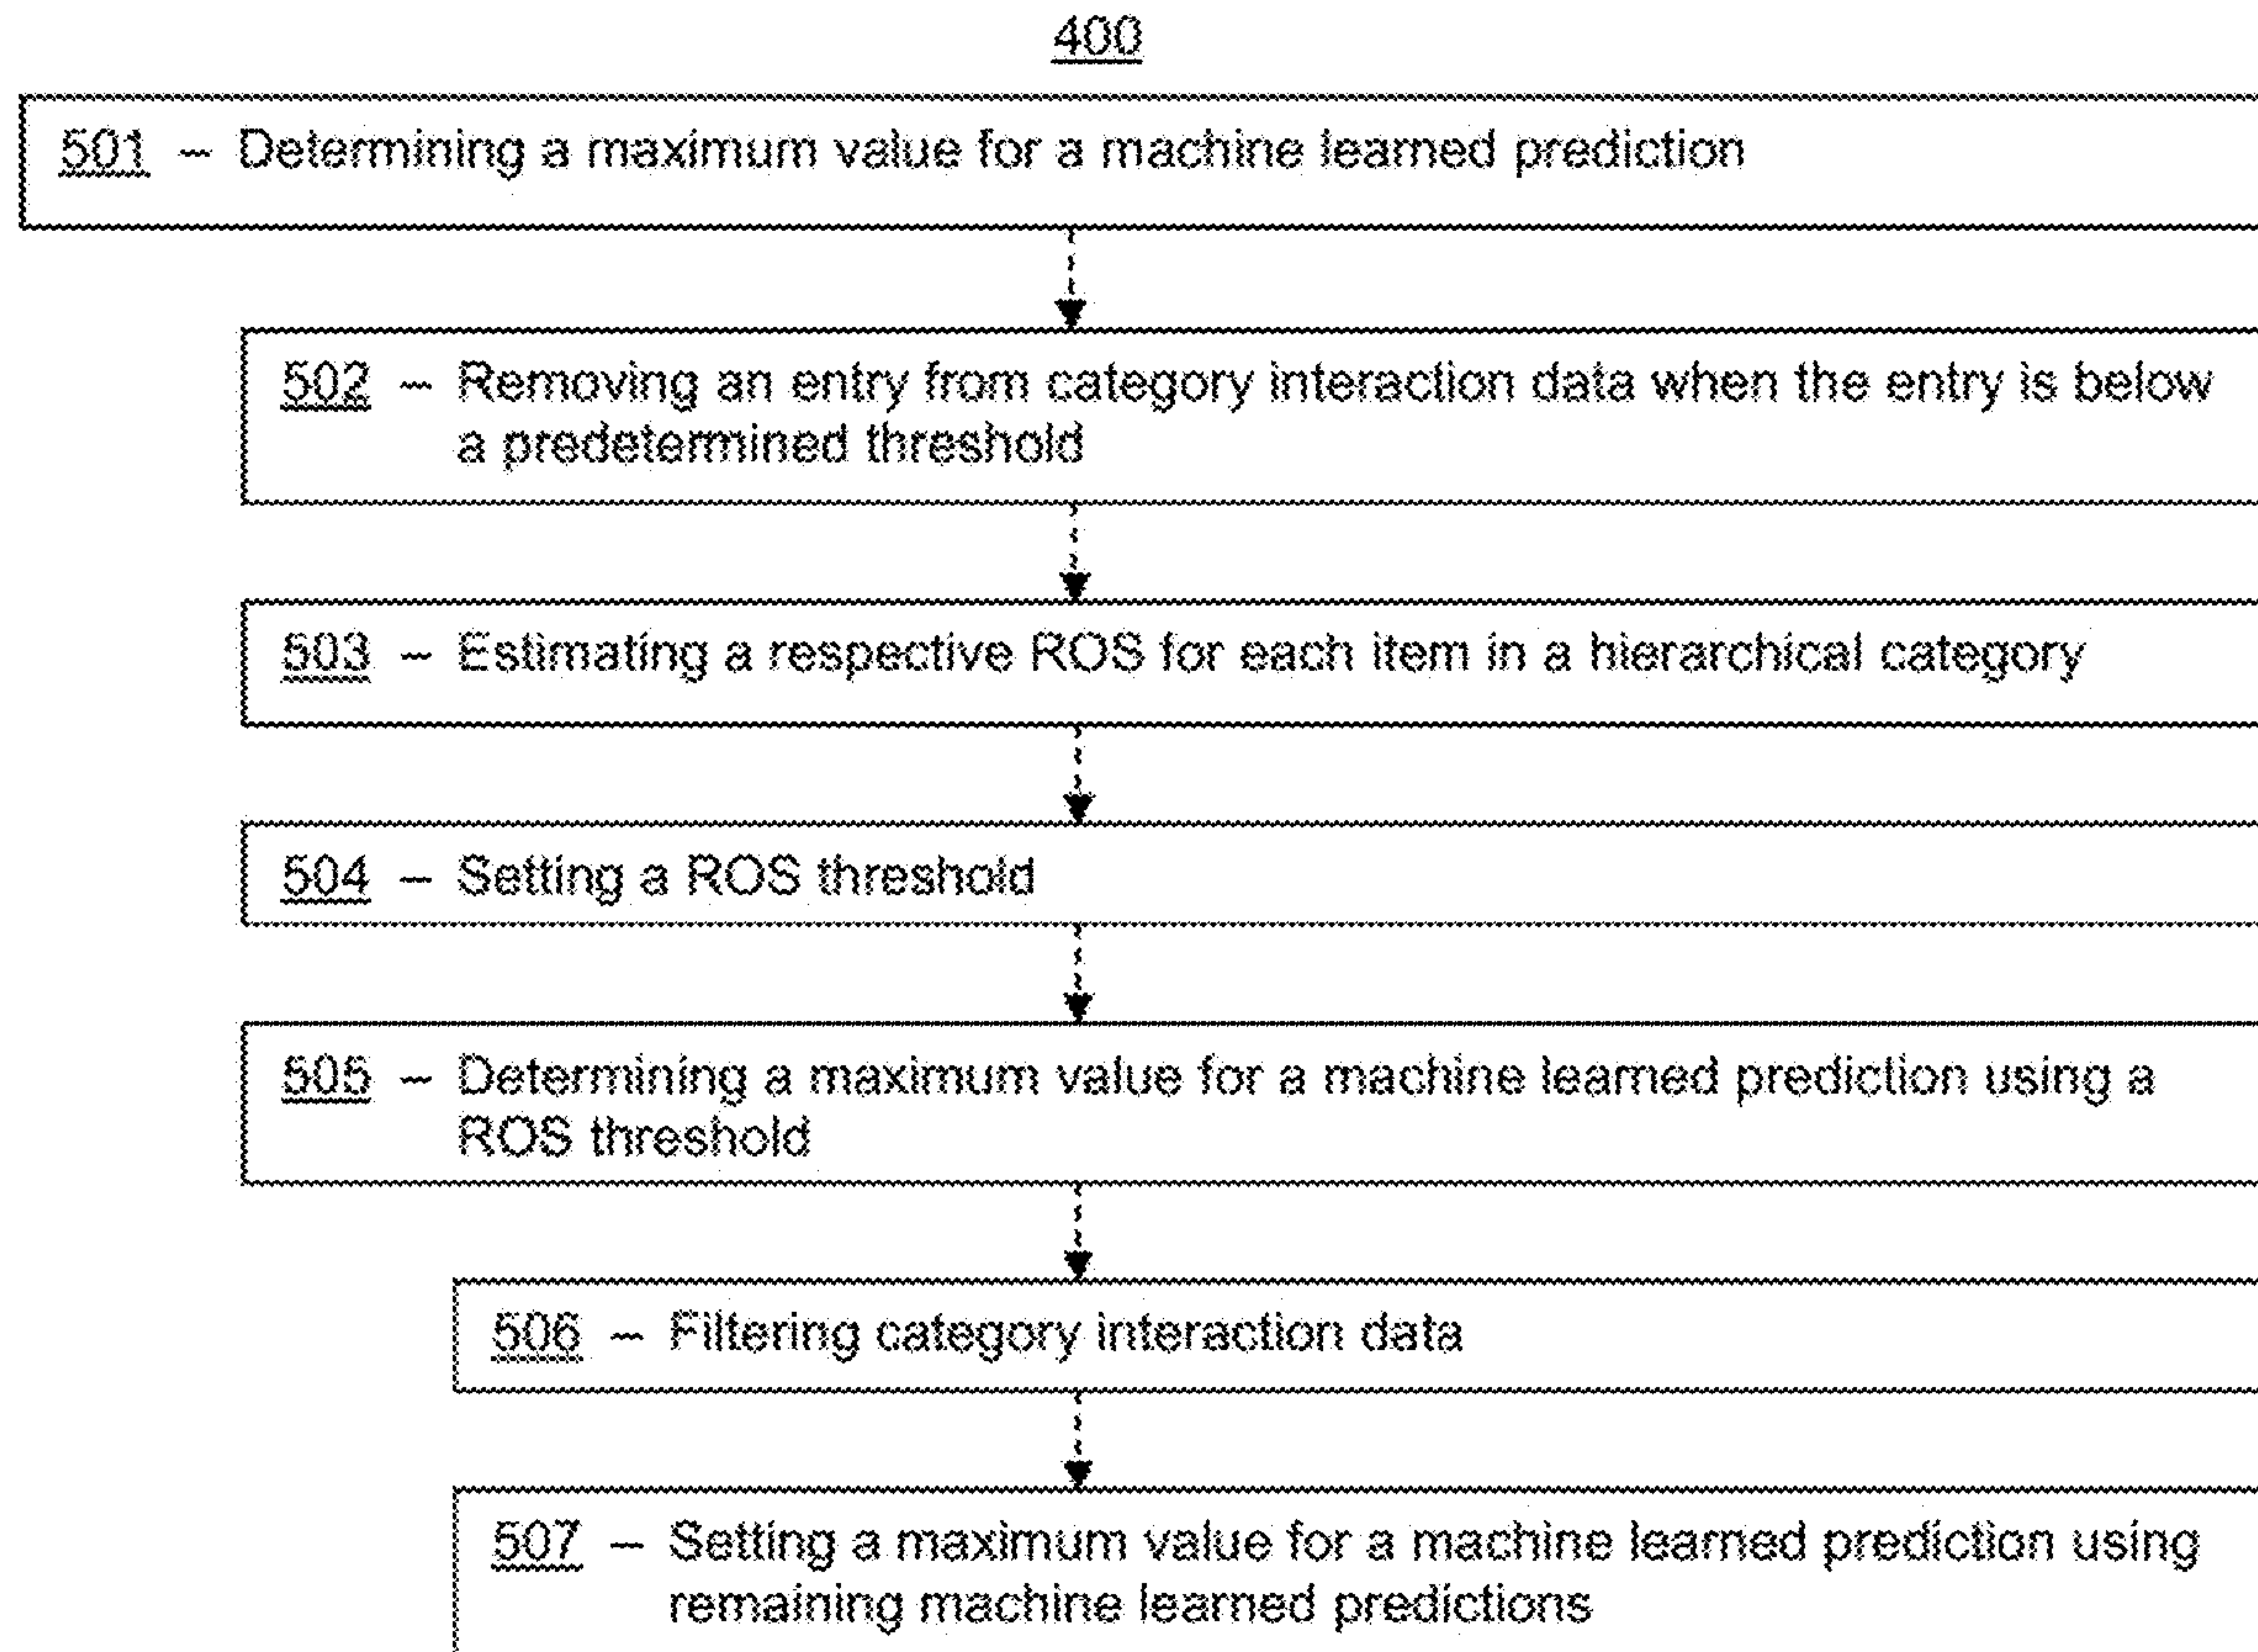 400
501 – Determining a maximum value for a machine learned prediction
502 – Removing an entry from category interaction data when the entry is below
a predetermined threshold
503 – Estimating a respective ROS for each item in a hierarchical category
504 – Setting a ROS threshold
505 – Determining a maximum value for a machine learned prediction using a
ROS threshold
506 – Filtering category interaction data
507 – Setting a maximum value for a machine learned prediction using
remaining machine learned predictions